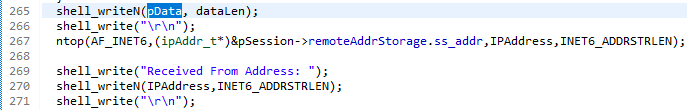 265 shell_writeN(pData, dataLen);
266 shell_write("\r\n");
267 ntop(AF_INET6,(ipAddr_t*)&pSession->remoteAddrStorage.ss_addr,IPAddress,INET6_ADDRSTRLEN);
268
269 shell_write("Received From Address: ");
270 shell_writeN(IPAddress,INET6_ADDRSTRLEN);
271 shell_write("\r\n");